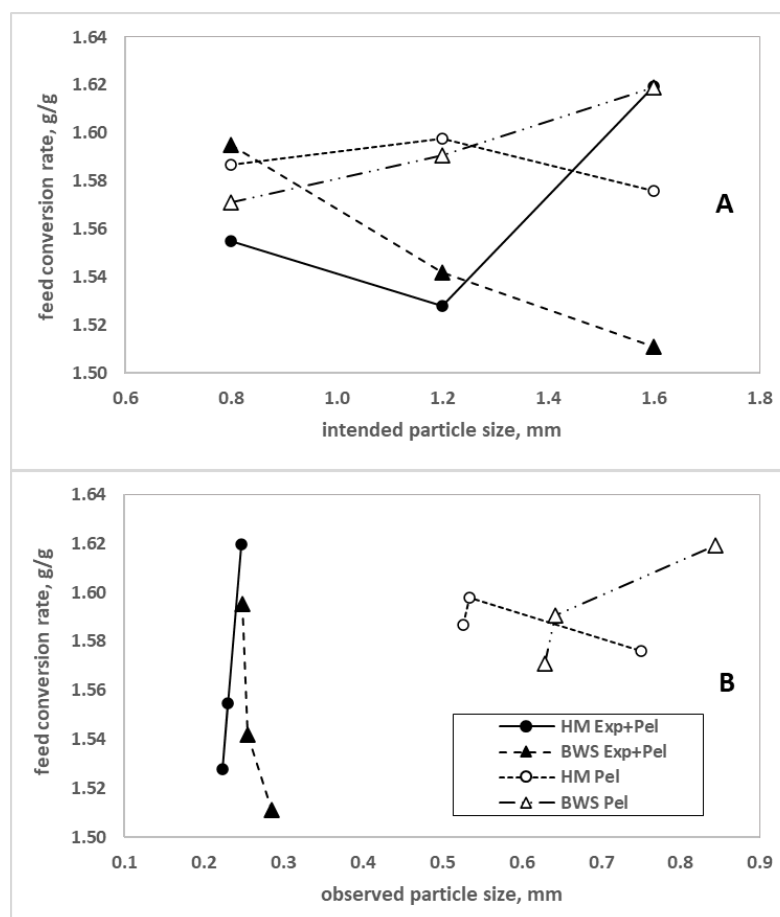 1.64
1.62
1.60
1.58
1.56
1.54
1.52
1.50
feed conversion rate, g/g
A
0.6 0.8 1.0 1.2 1.4 1.6 1.8
intended particle size, mm
1.64
1.62
1.60
1.58
1.56
1.54
1.52
1.50
feed conversion rate, g/g
B
HM Exp+Pel
BWS Exp+Pel
HM Pel
BWS Pel
0.1 0.2 0.3 0.4 0.5 0.6 0.7 0.8 0.9
observed particle size, mm